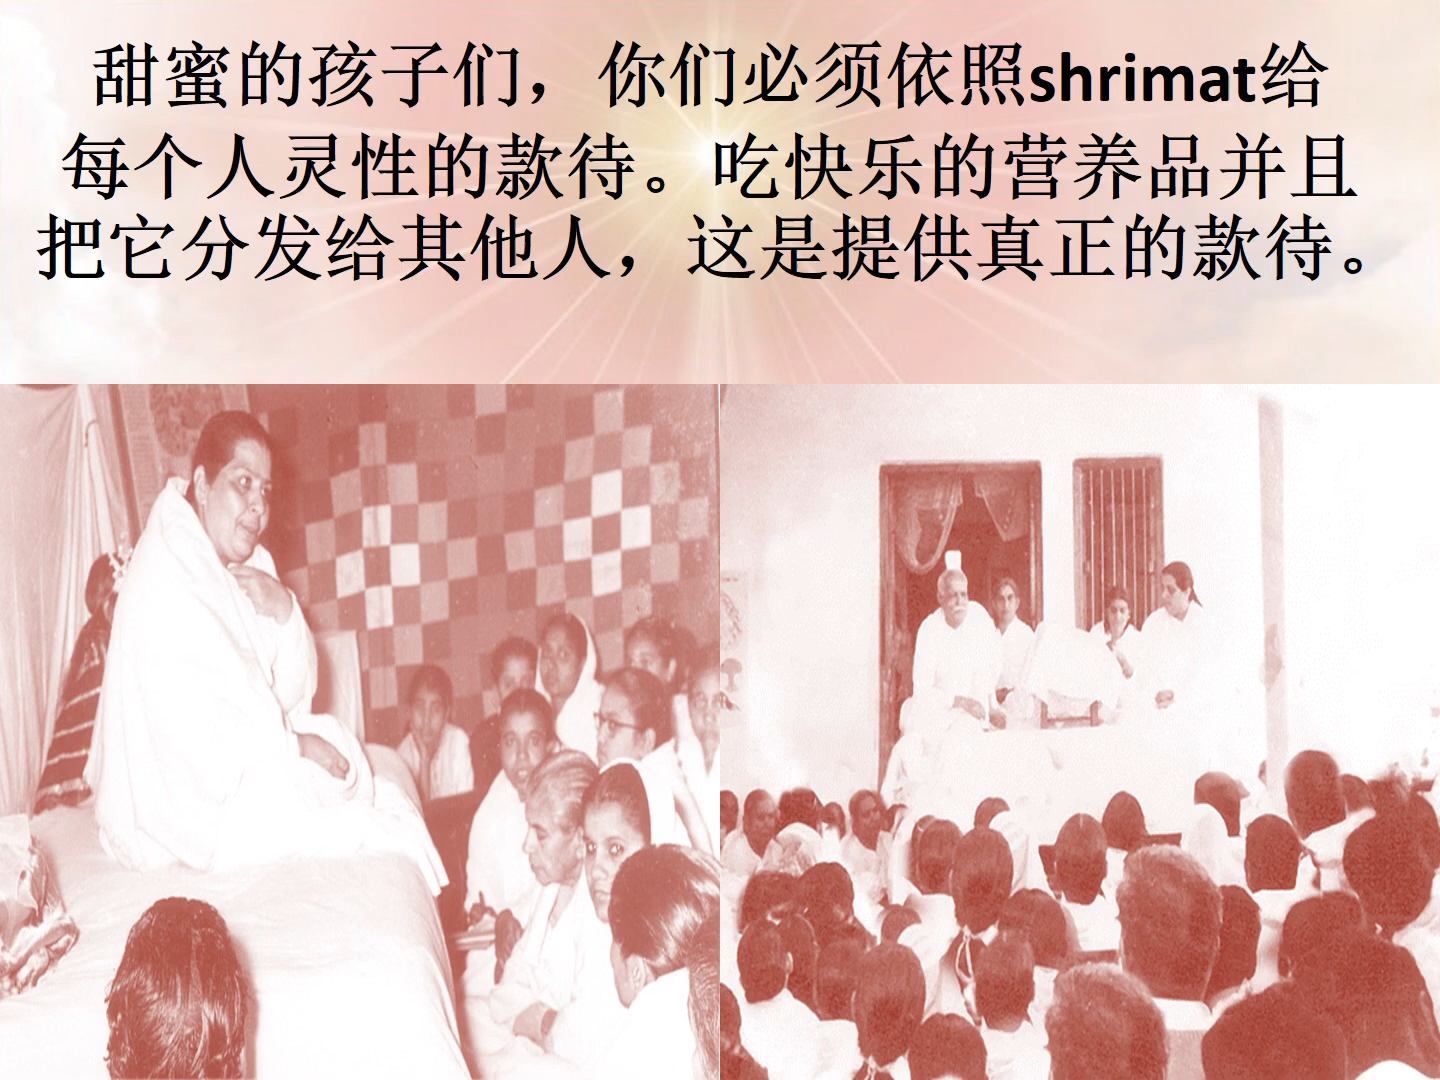 甜蜜的孩子们，你们必须依照shrimat给
每个人灵性的款待。吃快乐的营养品并且
把它分发给其他人，这是提供真正的款待。